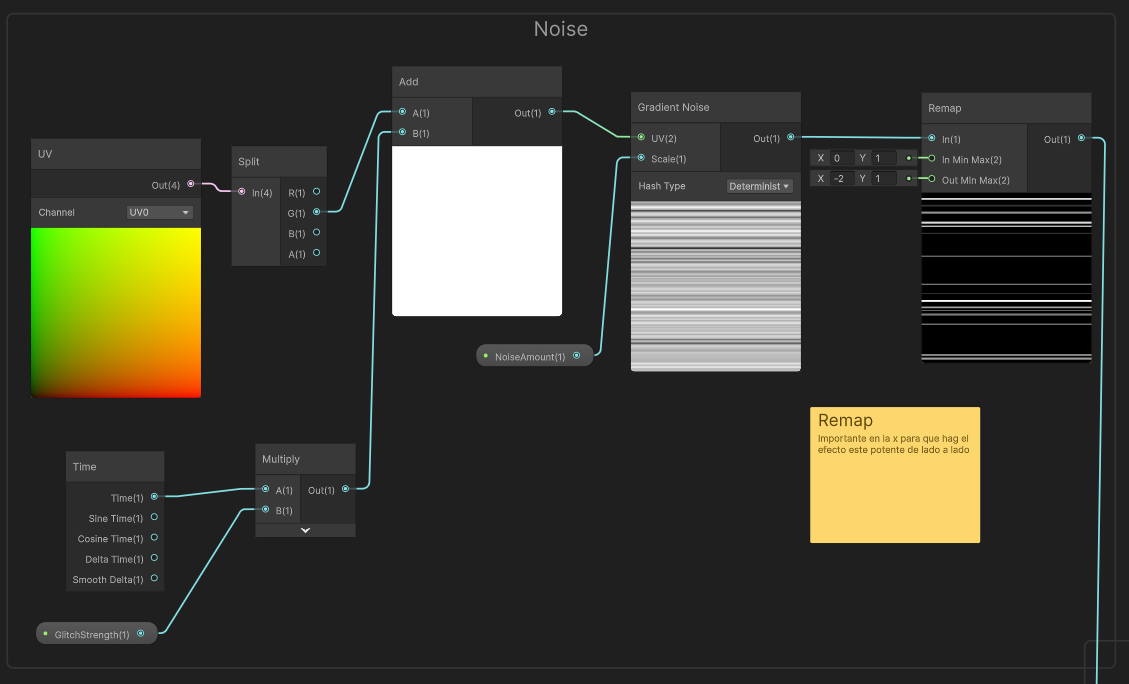 Noise
UV
Out(4)
Channel
UV0
Split
In(4)
R(1)
G(1)
B(1)
A(1)
Add
A(1)
Out(1)
B(1)
Gradient Noise
UV(2)
Out(1)
Scale(1)
Hash Type
Determinist
NoiseAmount(1)
Remap
In(1)
Out(1)
X 0 Y 1
In Min Max(2)
X -2 Y 1
Out Min Max(2)
Remap
Importante en la x para que hag el
efecto este potente de lado a lado
Time
Time(1)
Sine Time(1)
Cosine Time(1)
Delta Time(1)
Smooth Delta(1)
Multiply
A(1)
Out(1)
B(1)
GlitchStrength(1)